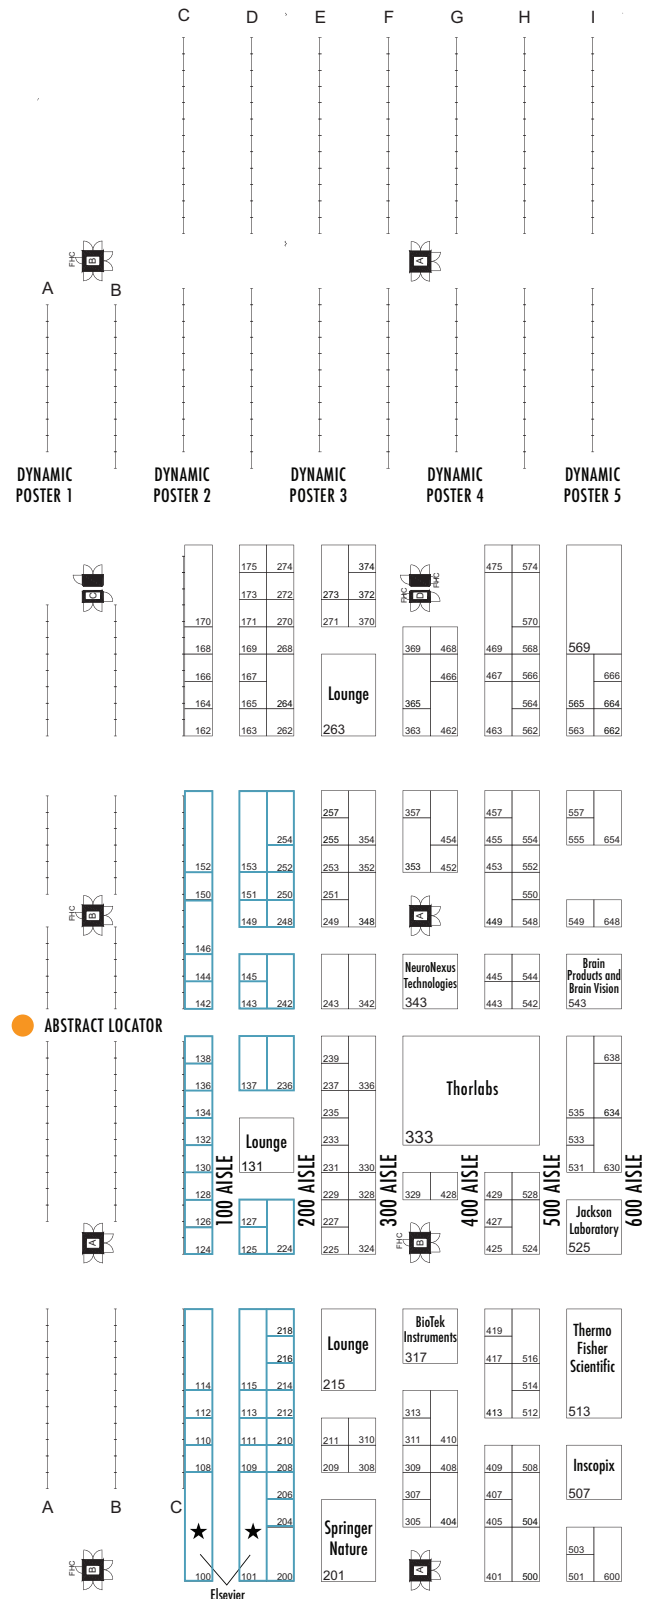 C D E F G H I
FHC B A
A B
DYNAMIC DYNAMIC DYNAMIC DYNAMIC DYNAMIC
POSTER 1 POSTER 2 POSTER 3 POSTER 4 POSTER 5
175 274 374 475 574
C FHC D FHC
173 272 273 372
170 171 270 271 370 570
168 169 268 369 468 469 568 569
166 167 466 467 566 666
Lounge
164 165 264 365 564 565 664
162 163 262 263 363 462 463 562 563 662
257 357 457 557
254 255 354 454 455 554 555 654
152 153 252 253 352 353 452 453 552
150 151 250 251 550
FHC B A
149 248 249 348 449 548 549 648
146
144 145 NeuroNexus Technologies 445 544 Brain Products and Brain Vision
142 143 242 243 342 343 443 542 543
ABSTRACT LOCATOR
138 239 638
136 137 236 237 336 Thorlabs
134 235 535 634
132 Lounge 233 333 533
130 131 231 330 531 630
100 AISLE 200 AISLE 300 AISLE 400 AISLE 500 AISLE 600 AISLE
128 229 328 329 428 429 528
126 127 227 427 Jackson Laboratory
A FHC B
124 125 224 225 324 425 524 525
218 BioTek Instruments 419 Thermo Fisher Scientific
216 Lounge 317 417 516
114 115 214 215 514
112 113 212 313 413 512 513
110 111 210 211 310 311 410
108 109 208 209 308 309 408 409 508 Inscopix
206 307 407 507
A B C 204 305 404 405 504
Springer Nature
503
FHC B A
100 101 200 201 401 500 501 600
Elsevier